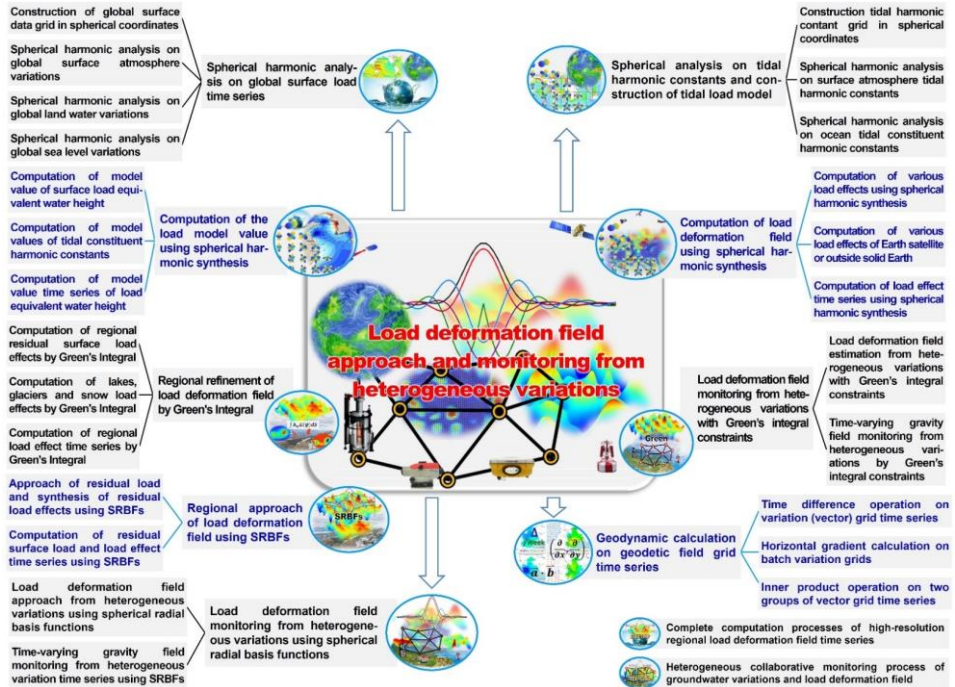 Construction of global surface
data grid in spherical coordinates
Spherical harmonic analysis on
global surface atmosphere
variations
Spherical harmonic analysis on
global land water variations
Spherical harmonic analysis on
global sea level variations
Spherical harmonic analy-
sis on global surface load
time series
Spherical analysis on tidal
harmonic constants and con-
struction of tidal load model
Construction tidal harmonic
contant grid in spherical
coordinates
Spherical harmonic analysis
on surface atmosphere tidal
harmonic constants
Spherical harmonic analysis
on ocean tidal constituent
harmonic constants
Computation of model
value of surface load equi-
valent water height
Computation of model
values of tidal constituent
harmonic constants
Computation of model
value time series of load
equivalent water height
Computation of the
load model value
using spherical har-
monic synthesis
Computation of load
deformation field
using spherical har-
monic synthesis
Computation of various
load effects using spherical
harmonic synthesis
Computation of various
load effects of Earth satellite
or outside solid Earth
Computation of load effect
time series using spherical
harmonic synthesis
Load deformation field
approach and monitoring from
heterogeneous variations
Computation of regional
residual surface load
effects by Green's Integral
Computation of lakes,
glaciers and snow load
effects by Green's Integral
Computation of regional
load effect time series by
Green's Integral
Regional refinement of
load deformation field
by Green's Integral
Load deformation field
monitoring from hete-
rogeneous variations
with Green's integral
constraints
Green
Load deformation field
estimation from hete-
rogeneous variations
with Green's integral
constraints
Time-varying gravity
field monitoring from
heterogeneous vari-
ations by Green's
integral constraints
Approach of residual load
and synthesis of residual
load effects using SRBFs
Computation of residual
surface load and load effect
time series using SRBFs
Regional approach
of load deformation
field using SRBFs
SRBFs
Geodynamic calculation
on geodetic field grid
time series
Time difference operation on
variation (vector) grid time series
Horizontal gradient calculation on
batch variation grids
Inner product operation on two
groups of vector grid time series
Load deformation field
approach from heterogeneous
variations using spherical radial
basis functions
Time-varying gravity field
monitoring from heterogeneous
variation time series using SRBFs
Load deformation field
monitoring from heterogene-
ous variations using spherical
radial basis functions
Complete computation processes of high-resolution
regional load deformation field time series
Heterogeneous collaborative monitoring process of
groundwater variations and load deformation field